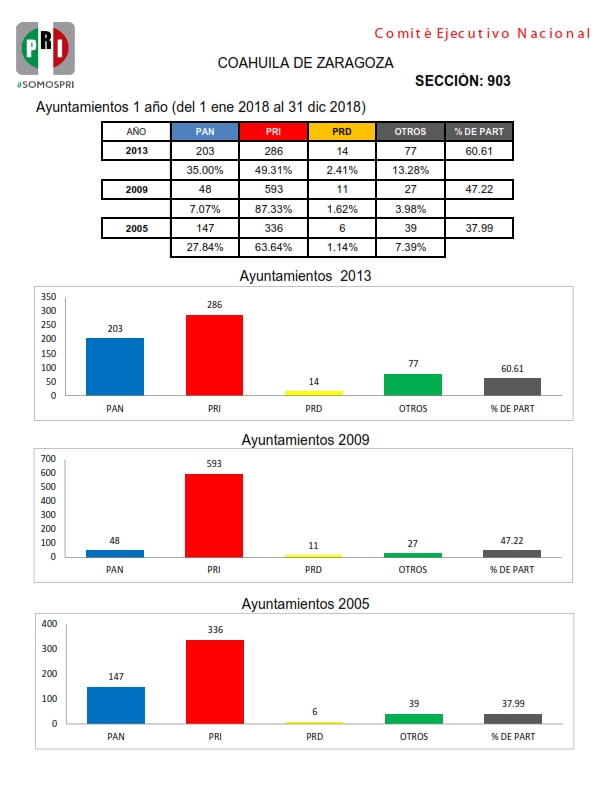 Comité Ejecutivo Nacional
PRI
#SOMOSPRI
COAHUILA DE ZARAGOZA
SECCIÓN: 903
Ayuntamientos 1 año (del 1 ene 2018 al 31 dic 2018)
AÑO PAN PRI PRD OTROS % DE PART
2013 203 286 14 77 60.61
35.00% 49.31% 2.41% 13.28%
2009 48 593 11 27 47.22
7.07% 87.33% 1.62% 3.98%
2005 147 336 6 39 37.99
27.84% 63.64% 1.14% 7.39%
Ayuntamientos 2013
350
300
250
200
150
100
50
0
203 286 14 77 60.61
PAN PRI PRD OTROS % DE PART
Ayuntamientos 2009
700
600
500
400
300
200
100
0
48 593 11 27 47.22
PAN PRI PRD OTROS % DE PART
Ayuntamientos 2005
400
300
200
100
0
147 336 6 39 37.99
PAN PRI PRD OTROS % DE PART